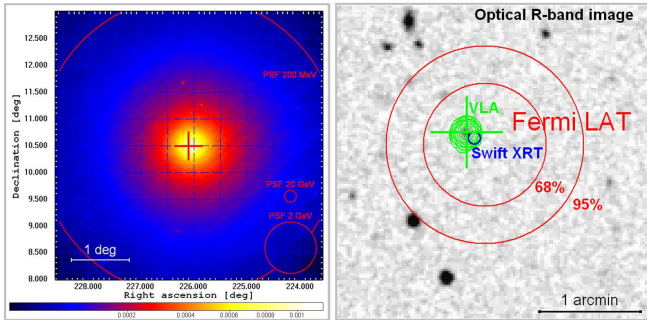 12.500
12.000
11.500
11.000
10.500
10.000
9.500
9.000
8.500
8.000
Declination [deg]
PSF 200 MeV
PSF 20 GeV
PSF 2 GeV
1 deg
228.000 227.000 226.000 225.000 224.000
Right ascension [deg]
0.0002 0.0004 0.0006 0.0008 0.001
Optical R-band image
VLA
Fermi LAT
Swift XRT
68%
95%
1 arcmin